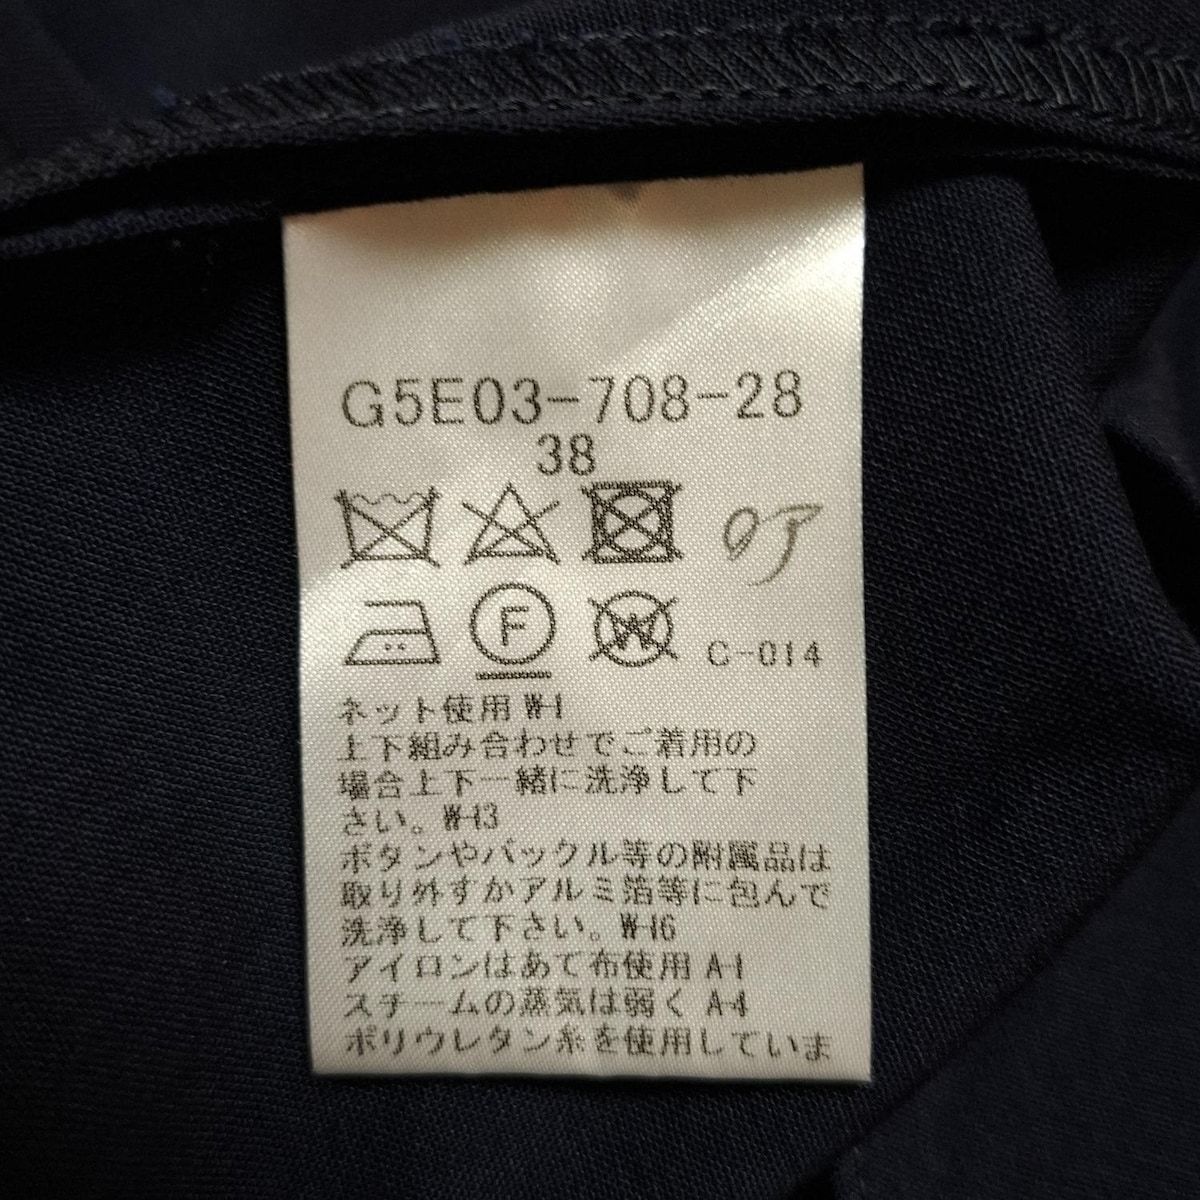 G5E03-708-28
38
F
W
C-014
ネット使用 W-1
上下組み合わせでご着用の
場合上下一緒に洗浄して下
さい。W-13
ボタンやバックル等の附属品は
取り外すかアルミ箔等に包んで
洗浄して下さい。W-16
アイロンはあて布使用 A-1
スチームの蒸気は弱く A-4
ポリウレタン糸を使用していま